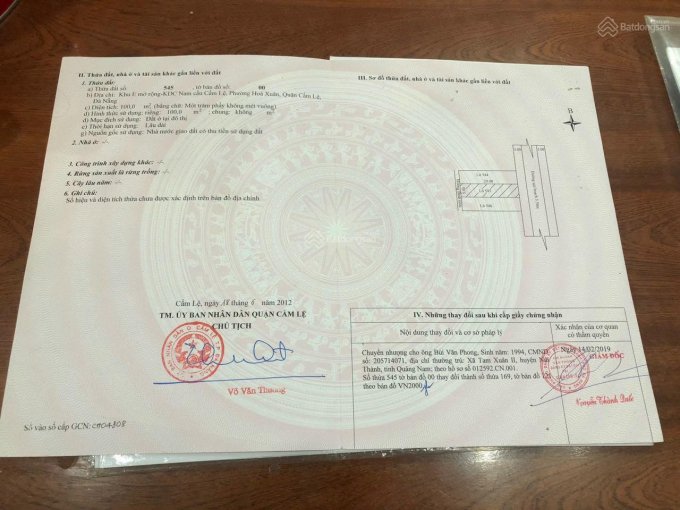 Batdongsan
II. Thửa đất, nhà ở và tài sản khác gắn liền với đất
1. Thửa đất:
a) Thửa đất số 545 tờ bản đồ số: 00
b) Địa chỉ: Khu E mở rộng-KDC Nam cầu Cẩm Lệ, Phường Hoà Xuân, Quận Cẩm Lệ,
Đà Nẵng
c) Diện tích: 100,0 m², (bằng chữ: Một trăm phẩy không mét vuông)
d) Hình thức sử dụng: riêng: 100,0 m², chung: không m²
đ) Mục đích sử dụng: Đất ở tại đô thị
e) Thời hạn sử dụng: Lâu dài
g) Nguồn gốc sử dụng: Nhà nước giao đất có thu tiền sử dụng đất
2. Nhà ở: -/-
3. Công trình xây dựng khác: -/-
4. Rừng sản xuất là rừng trồng: -/-
5. Cây lâu năm: -/-
6. Ghi chú:
Số hiệu và diện tích thửa chưa được xác định trên bản đồ địa chính
Cẩm Lệ, ngày tháng 6 năm 2012
TM. ỦY BAN NHÂN DÂN QUẬN CẨM LỆ
CHỦ TỊCH
Võ Văn Thương
Số vào sổ cấp GCN: CH04808
III. Sơ đồ thửa đất, nhà ở và tài sản khác gắn liền với đất
B
Lô 544
20.00
Lô 545
Lô 546
IV. Những thay đổi sau khi cấp giấy chứng nhận
Nội dung thay đổi và cơ sở pháp lý
Xác nhận của cơ quan
có thẩm quyền
Chuyển nhượng cho ông Bùi Văn Phong, Sinh năm: 1994, CMND
số: 205714071, địa chỉ thường trú: Xã Tam Xuân II, huyện Núi
Thành, tỉnh Quảng Nam; theo hồ sơ số 012592.CN.001.
Số thửa 545 tờ bản đồ 00 thay đổi thành số thửa 169, tờ bản đồ
theo bản đồ VN2000
Ngày 14/02/2019
GIÁM ĐỐC
Nguyễn Thành